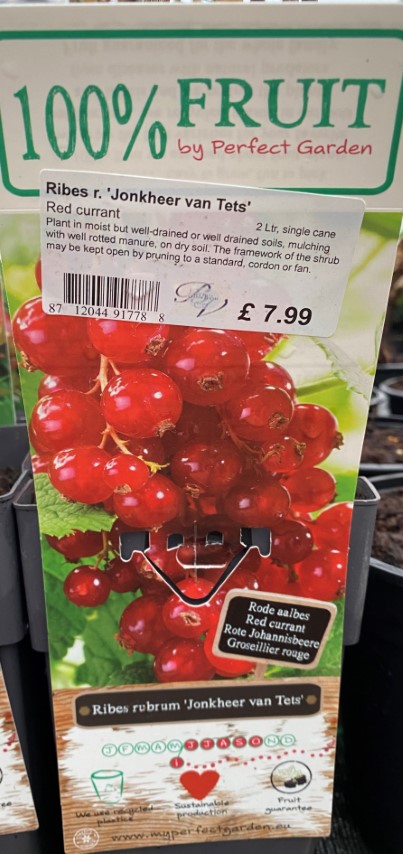 100% FRUIT
by Perfect Garden
Ribes r. 'Jonkheer van Tets'
Red currant
2 Ltr, single cane
Plant in moist but well-drained or well drained soils, mulching
with well rotted manure, on dry soil. The framework of the shrub
may be kept open by pruning to a standard, cordon or fan.
87 12044 91778 8
£ 7.99
Rode aalbes
Red currant
Rote Johannisbeere
Groseillier rouge
Ribes rubrum 'Jonkheer van Tets'
J F M A M J J A S O N D
We use recycled plastics
Sustainable production
Fruit guarantee
www.myperfectgarden.eu